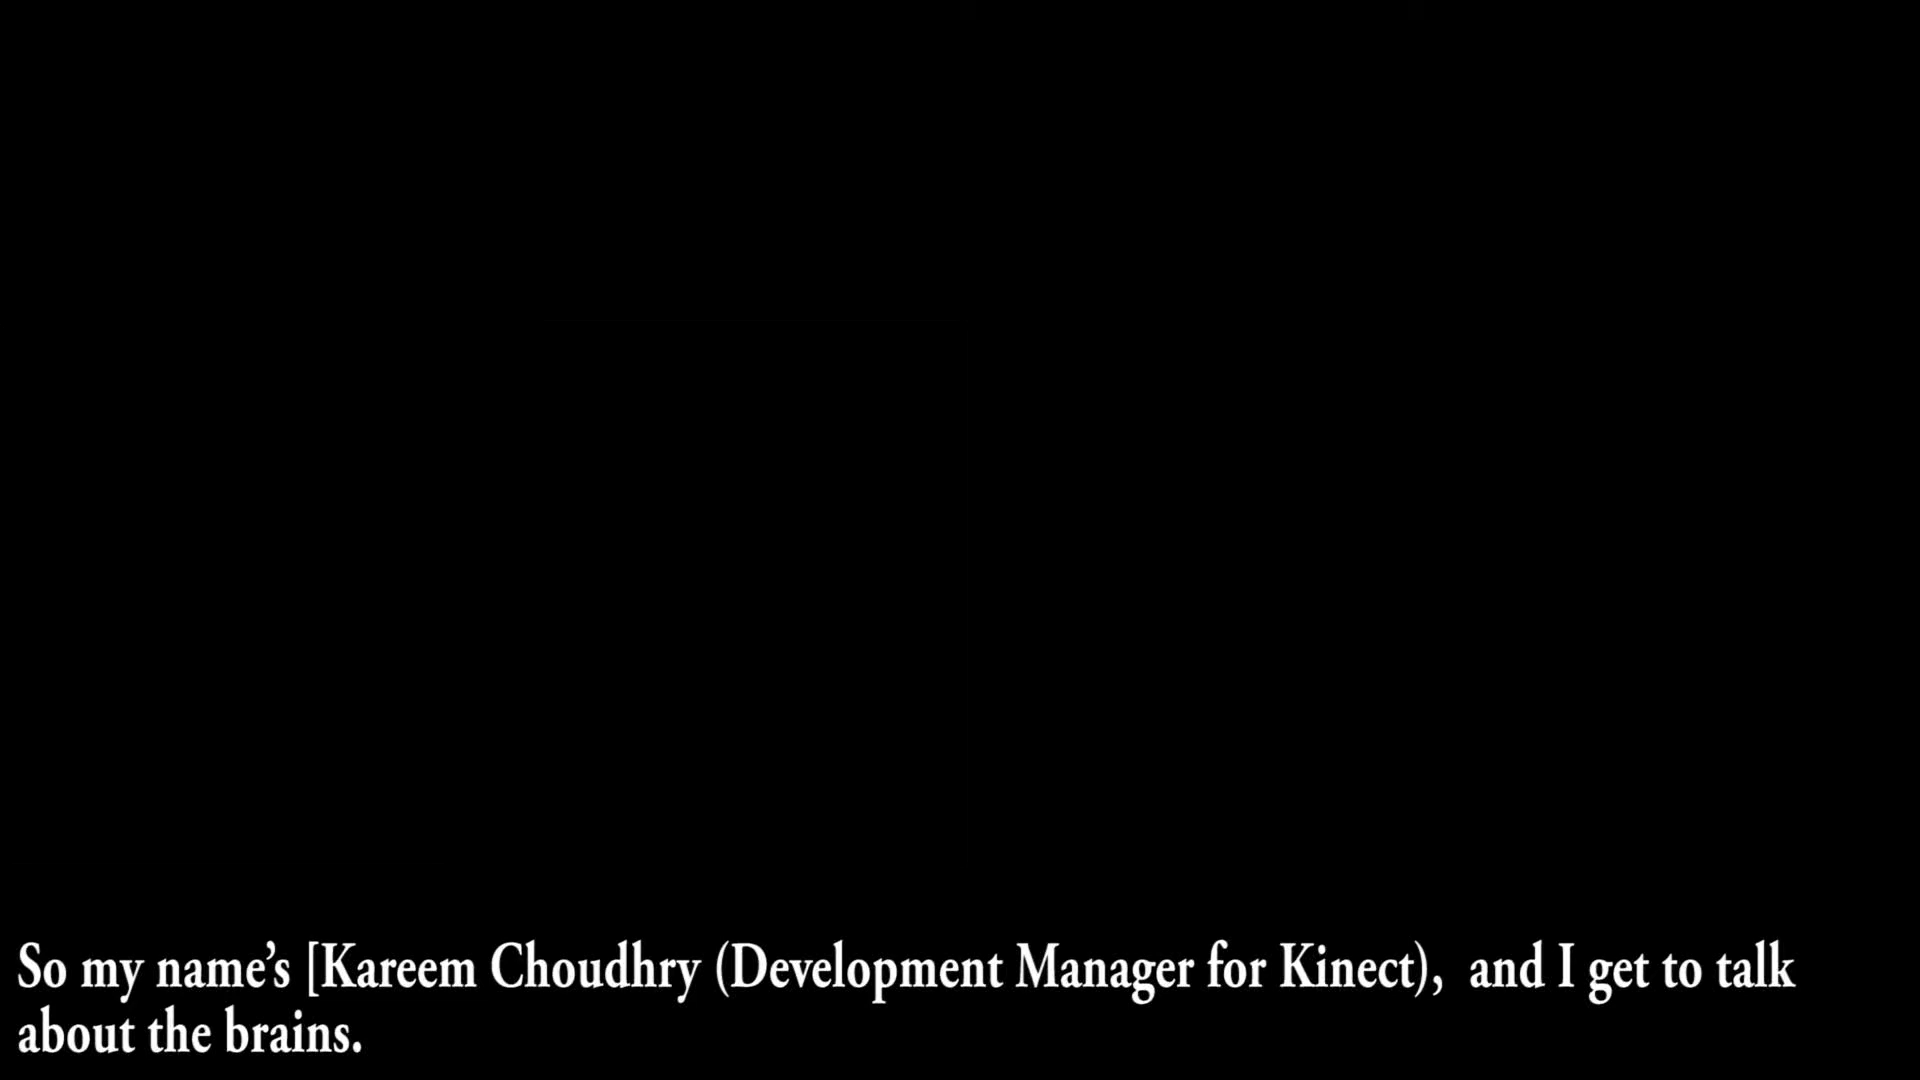 So my name’s [Kareem Choudhry (Development Manager for Kinect),  and I get to talk
about the brains.